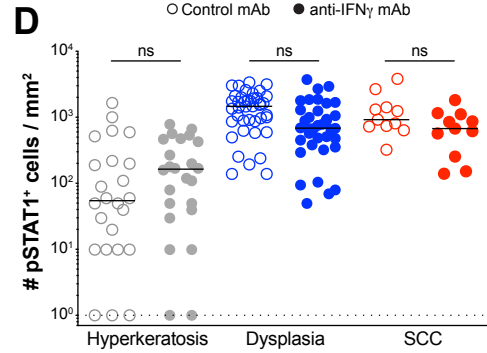 D
○ Control mAb ● anti-IFNγ mAb
ns ns ns
# pSTAT1⁺ cells / mm²
10⁴
10³
10²
10¹
10⁰
Hyperkeratosis Dysplasia SCC